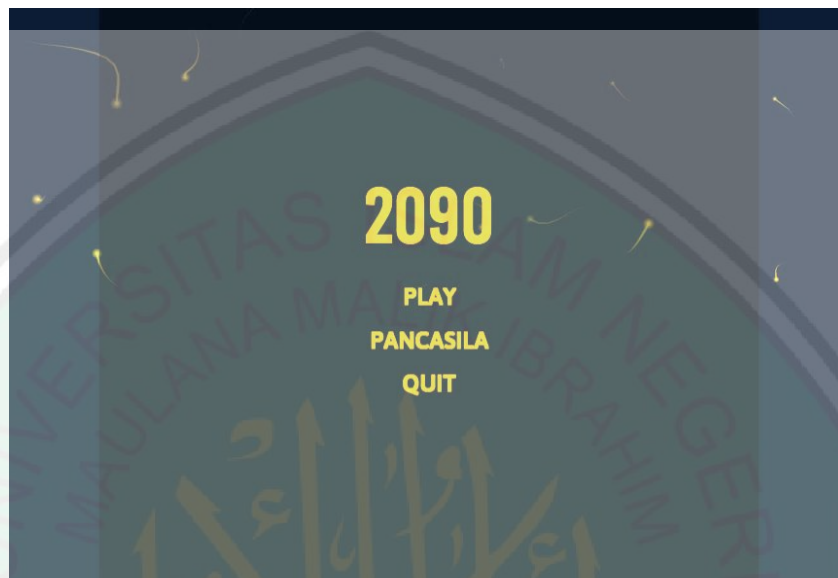 2090
PLAY
PANCASILA
QUIT
UNIVERSITAS ISLAM NEGERI
MAULANA MALIK IBRAHIM